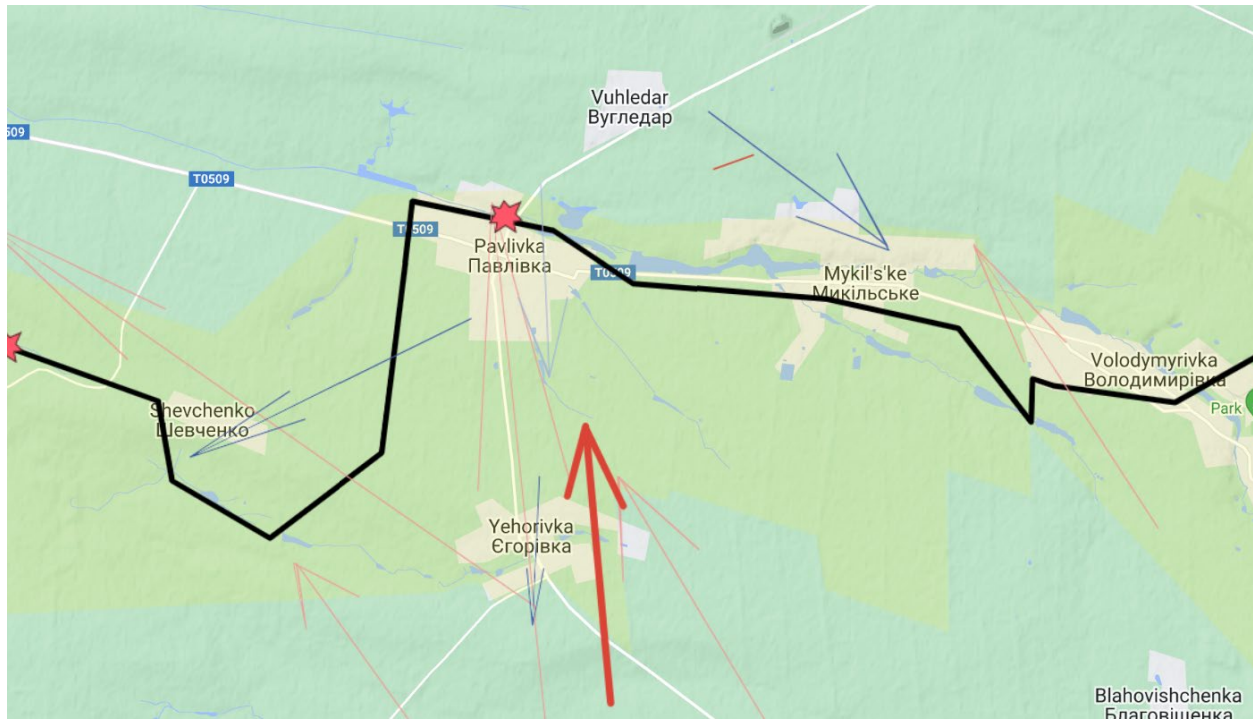 Vuhledar
Вугледар
509
T0509
T0509
Pavlivka
Павлівка
T0509
Mykil's'ke
Микільське
Volodymyrivka
Володимирівка
Park
Shevchenko
Шевченко
Yehorivka
Єгорівка
Blahovishchenka
Благовіщенка